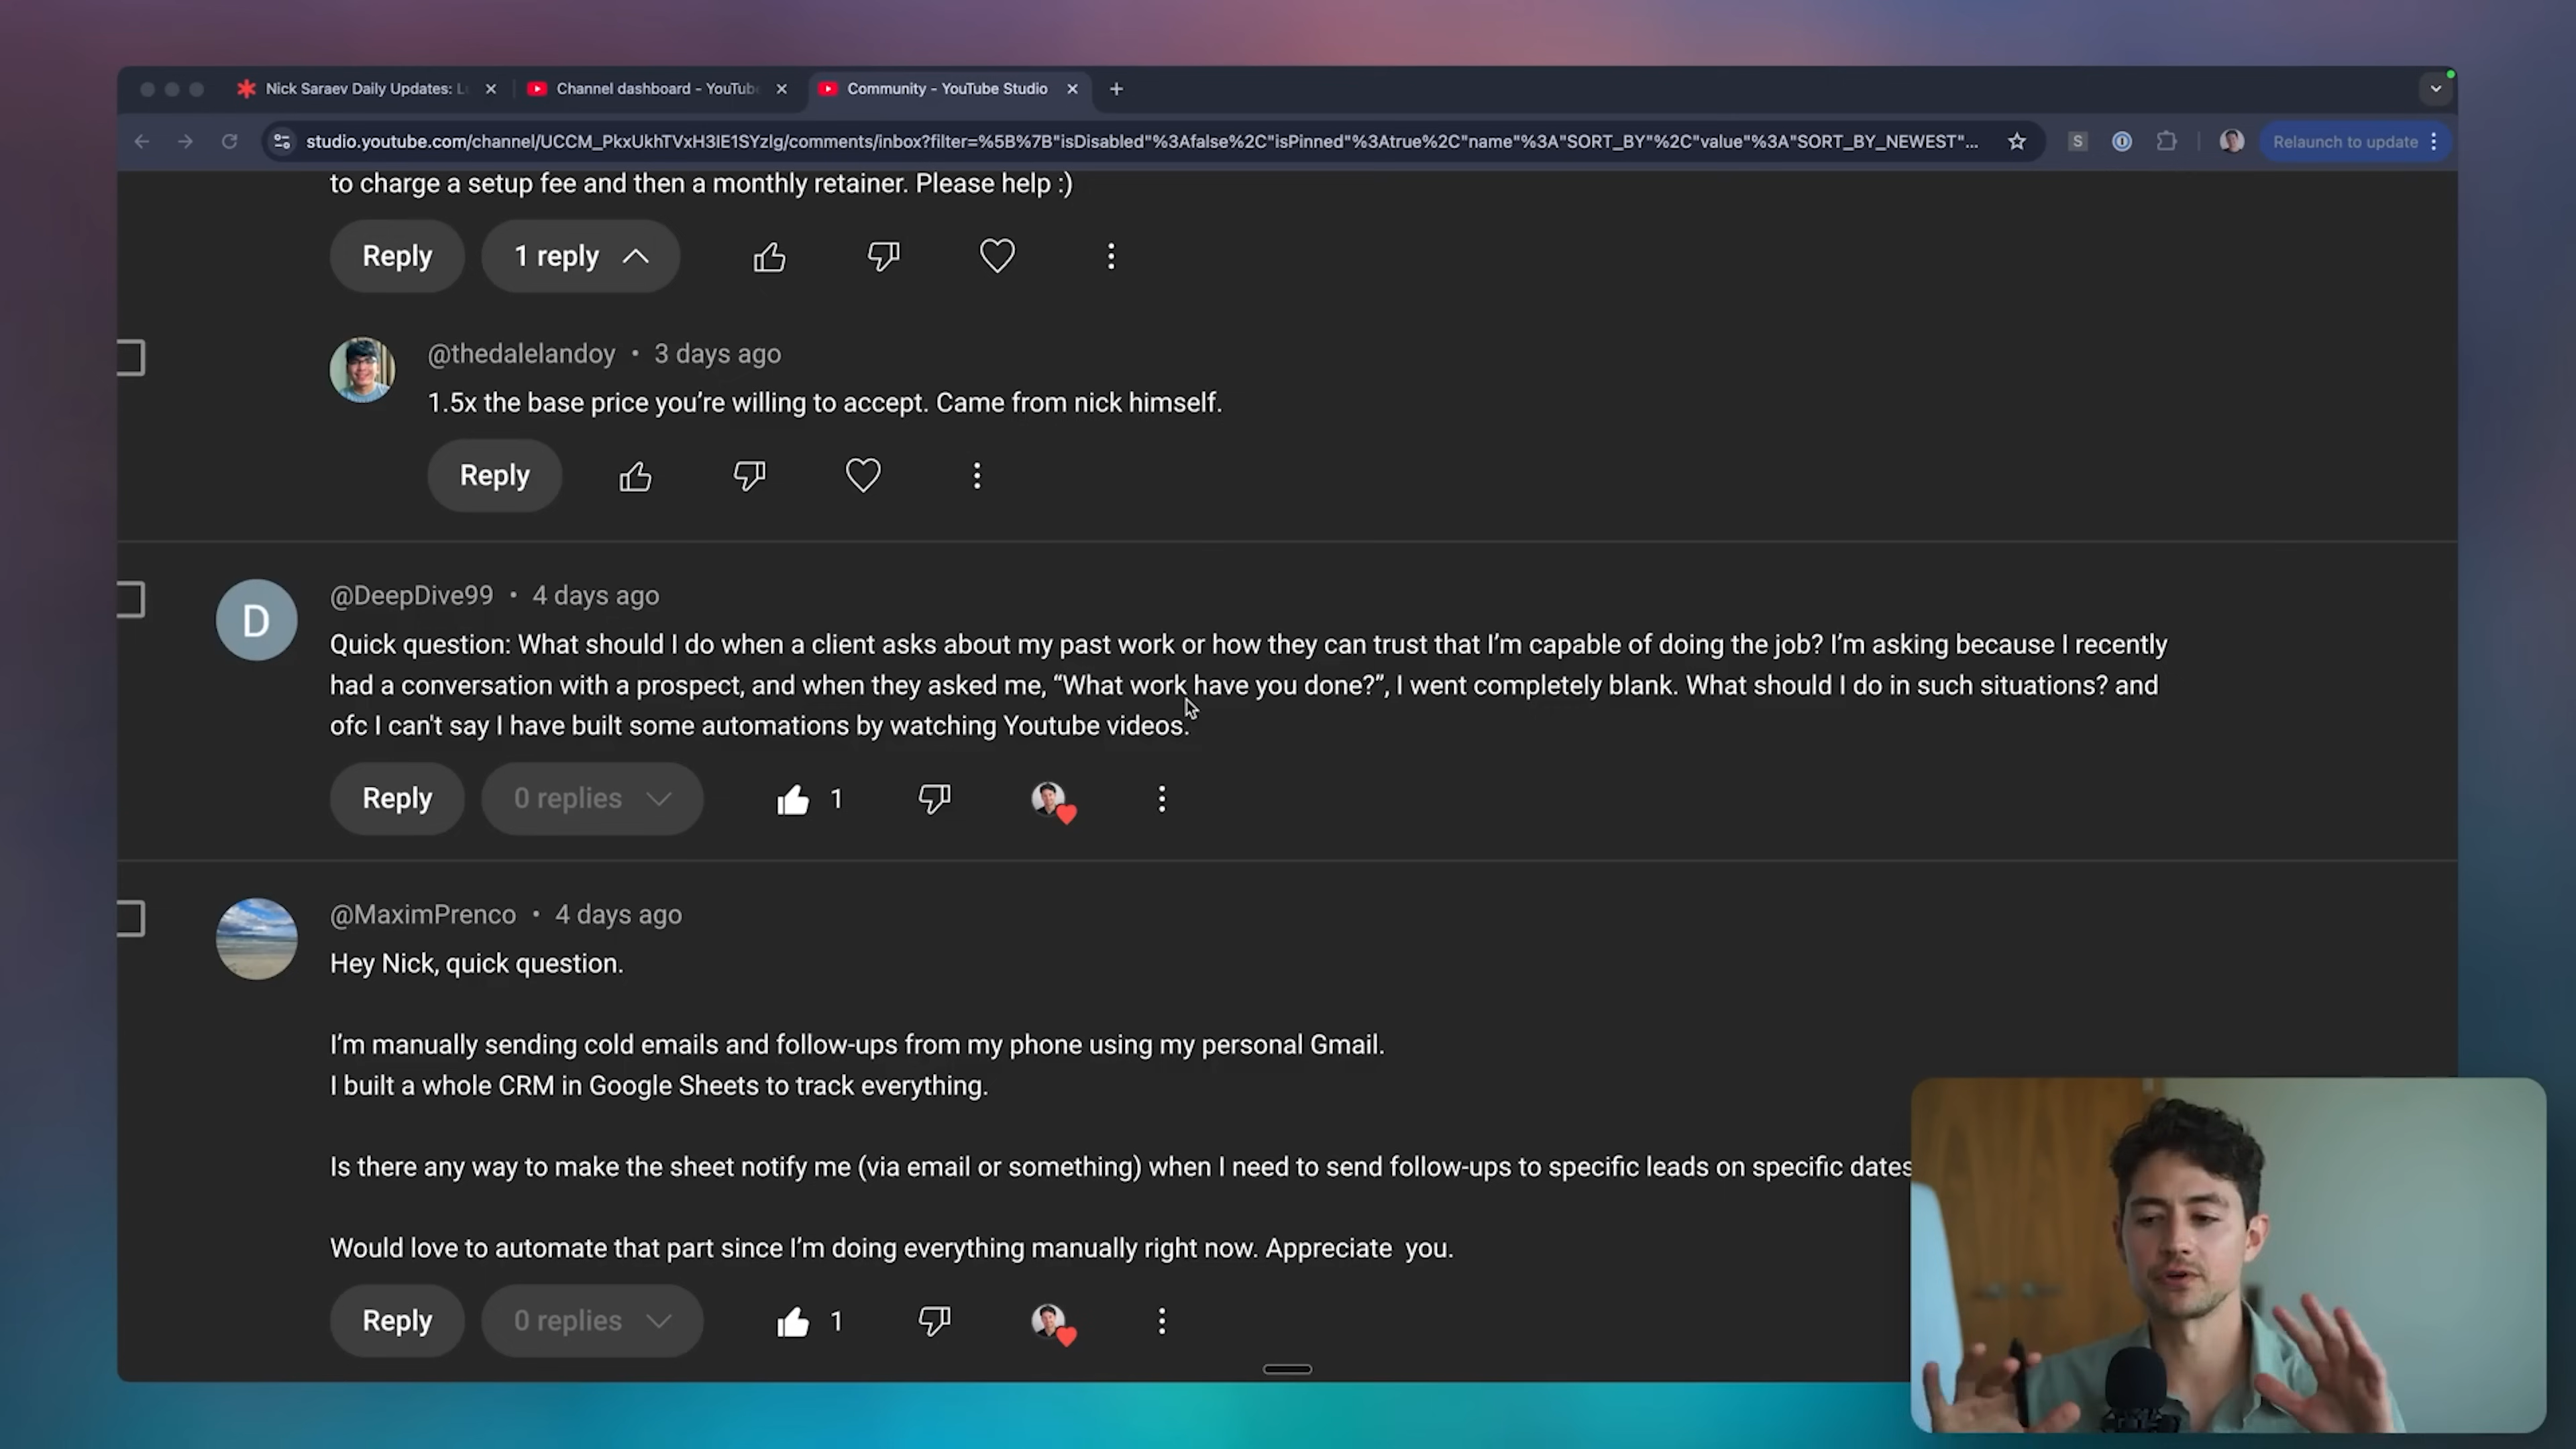 Nick Saraev Daily Updates: L
Channel dashboard - YouTube
Community - YouTube Studio
studio.youtube.com/channel/UCCM_PkxUkhTVxH3IE1SYzlg/comments/inbox?filter=%5B%7B"isDisabled"%3Afalse%2C"isPinned"%3Atrue%2C"name"%3A"SORT_BY"%2C"value"%3A"SORT_BY_NEWEST"...
S
Relaunch to update
to charge a setup fee and then a monthly retainer. Please help :)
Reply 1 reply
@thedalelandoy • 3 days ago
1.5x the base price you’re willing to accept. Came from nick himself.
Reply
D
@DeepDive99 • 4 days ago
Quick question: What should I do when a client asks about my past work or how they can trust that I’m capable of doing the job? I’m asking because I recently
had a conversation with a prospect, and when they asked me, “What work have you done?”, I went completely blank. What should I do in such situations? and
ofc I can't say I have built some automations by watching Youtube videos.
Reply 0 replies 1
@MaximPrenco • 4 days ago
Hey Nick, quick question.
I’m manually sending cold emails and follow-ups from my phone using my personal Gmail.
I built a whole CRM in Google Sheets to track everything.
Is there any way to make the sheet notify me (via email or something) when I need to send follow-ups to specific leads on specific dates
Would love to automate that part since I’m doing everything manually right now. Appreciate you.
Reply 0 replies 1